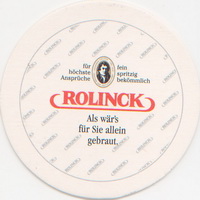 für
höchste
Ansprüche
fein
spritzig
bekömmlich
ROLINCK
Als wär's
für Sie allein
gebraut.